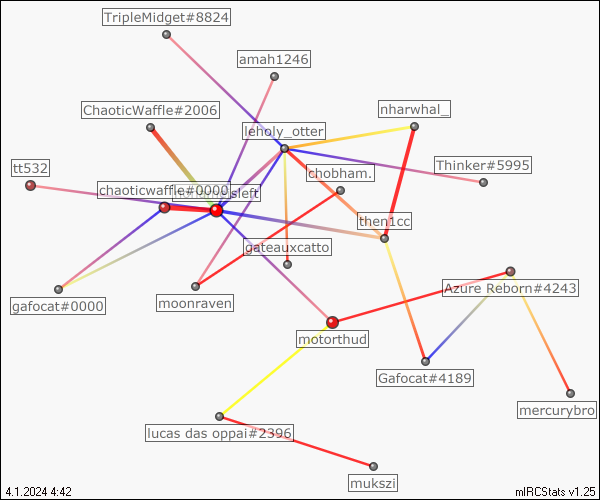 TripleMidget#8824
amah1246
ChaoticWaffle#2006
nharwhal_
leholy_otter
Thinker#5995
tt532
chobham.
chaoticwaffle#0000
sleft
then1cc
gateauxcatto
gafocat#0000
moonraven
Azure Reborn#4243
motorthud
Gafocat#4189
mercurybro
lucas das oppai#2396
mukszi
4.1.2024 4:42
mIRCStats v1.25